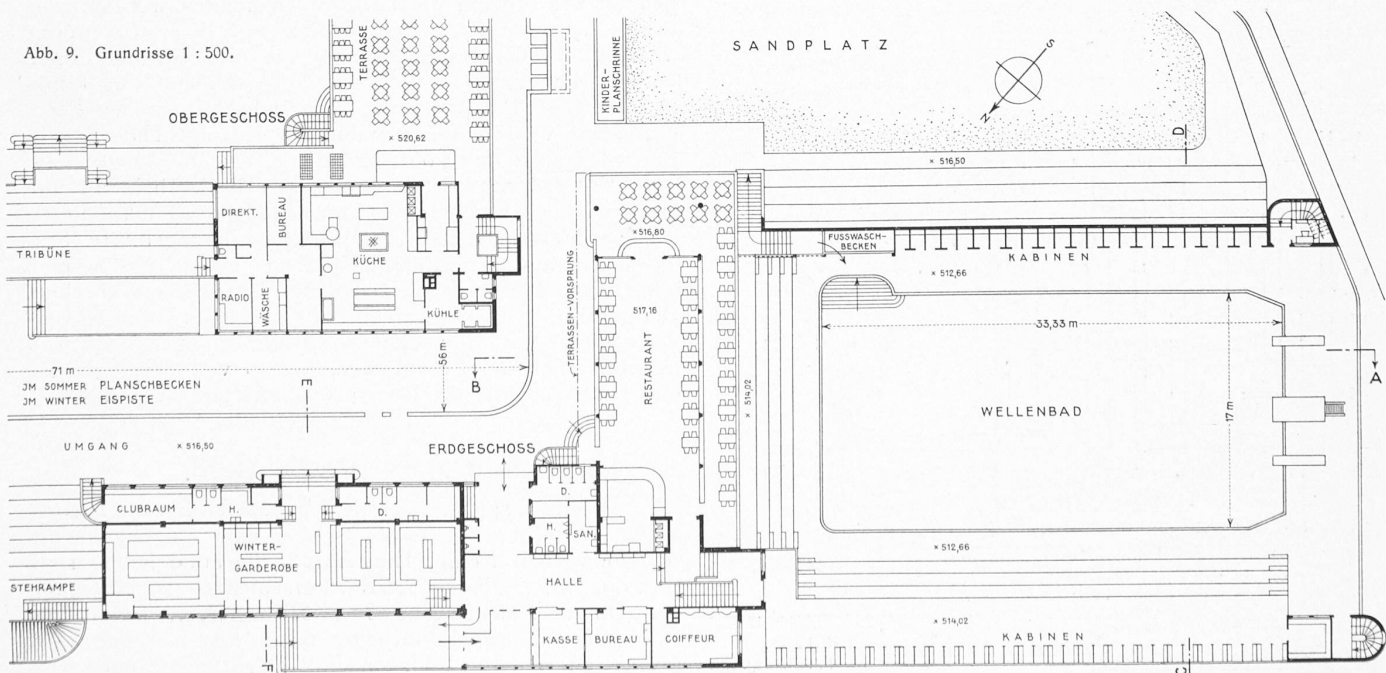 Abb. 9. Grundrisse 1 : 500.
OBERGESCHOSS
TERRASSE
× 520,62
DIREKT.
BUREAU
KÜCHE
RADIO
WÄSCHE
KÜHLE
TRIBÜNE
71 m
56 m
JM SOMMER PLANSCHBECKEN
JM WINTER EISPISTE
B
E
UMGANG × 516,50
ERDGESCHOSS
CLUBRAUM
H.
D.
WINTER-
GARDEROBE
STEHRAMPE
F
D.
H.
SAN.
HALLE
KASSE
BUREAU
COIFFEUR
TERRASSEN-VORSPRUNG
RESTAURANT
517,16
×516,80
× 514,02
KINDER-
PLANSCHRINNE
SANDPLATZ
S
N
D
× 516,50
FUSSWASCH-
BECKEN
KABINEN
× 512,66
33,33 m
17 m
WELLENBAD
A
× 512,66
× 514,02
KABINEN
C